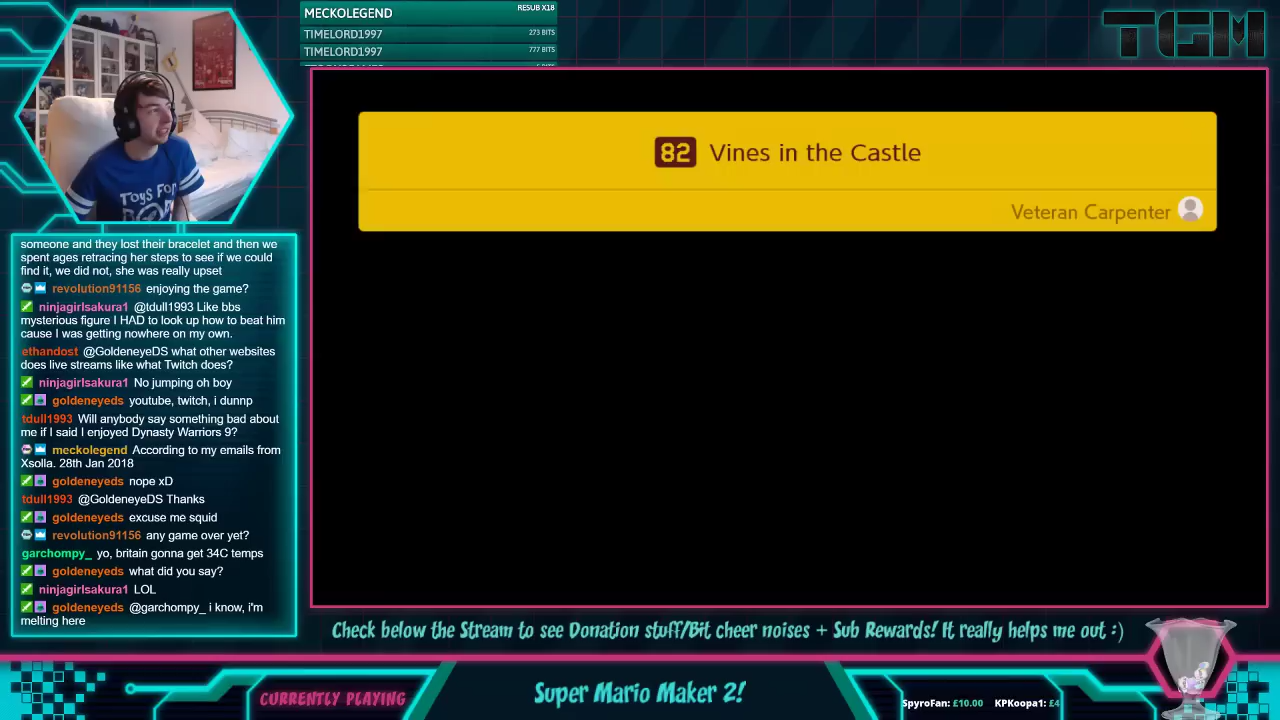 MECKOLEGEND RESUB X18
TIMELORD1997 273 BITS
TIMELORD1997 777 BITS
TGM
82 Vines in the Castle
Veteran Carpenter
TOYS FOR
someone and they lost their bracelet and then we
spent ages retracing her steps to see if we could
find it, we did not, she was really upset
revolution91156 enjoying the game?
ninjagirlsakura1 @tdull1993 Like bbs
mysterious figure I HAD to look up how to beat him
cause I was getting nowhere on my own.
ethandost @GoldeneyeDS what other websites
does live streams like what Twitch does?
ninjagirlsakura1 No jumping oh boy
goldeneyeds youtube, twitch, i dunnp
tdull1993 Will anybody say something bad about
me if I said I enjoyed Dynasty Warriors 9?
meckolegend According to my emails from
Xsolla. 28th Jan 2018
goldeneyeds nope xD
tdull1993 @GoldeneyeDS Thanks
goldeneyeds excuse me squid
revolution91156 any game over yet?
garchompy_ yo, britain gonna get 34C temps
goldeneyeds what did you say?
ninjagirlsakura1 LOL
goldeneyeds @garchompy_ i know, i'm
melting here
Check below the Stream to see Donation stuff/Bit cheer noises + Sub Rewards! It really helps me out :)
CURRENTLY PLAYING
Super Mario Maker 2!
SpyroFan: £10.00 KPKoopa1: £4